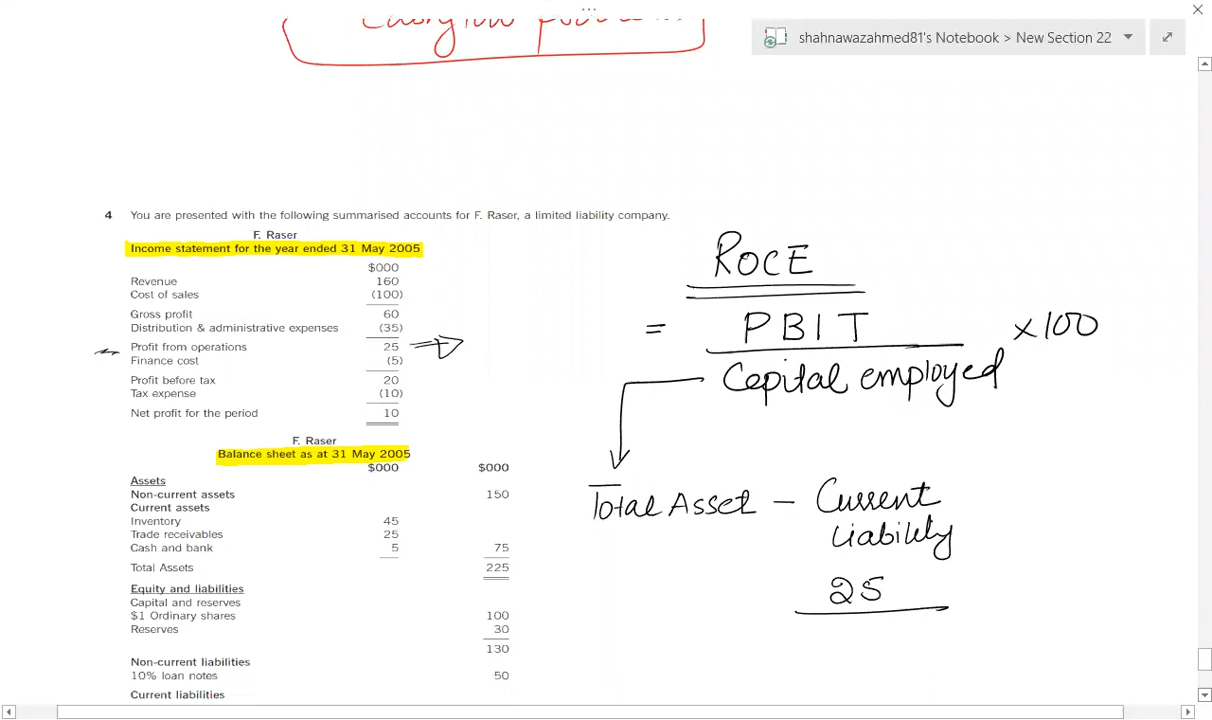 shahnawazahmed81's Notebook > New Section 22
4 You are presented with the following summarised accounts for F. Raser, a limited liability company.
F. Raser
Income statement for the year ended 31 May 2005
$000
Revenue 160
Cost of sales (100)
Gross profit 60
Distribution & administrative expenses (35)
Profit from operations 25
Finance cost (5)
Profit before tax 20
Tax expense (10)
Net profit for the period 10
F. Raser
Balance sheet as at 31 May 2005
$000 $000
Assets
Non-current assets 150
Current assets
Inventory 45
Trade receivables 25
Cash and bank 5 75
Total Assets 225
Equity and liabilities
Capital and reserves
$1 Ordinary shares 100
Reserves 30
130
Non-current liabilities
10% loan notes 50
Current liabilities
ROCE
= PBIT × 100
Capital employed
Total Asset – Current
Liability
25